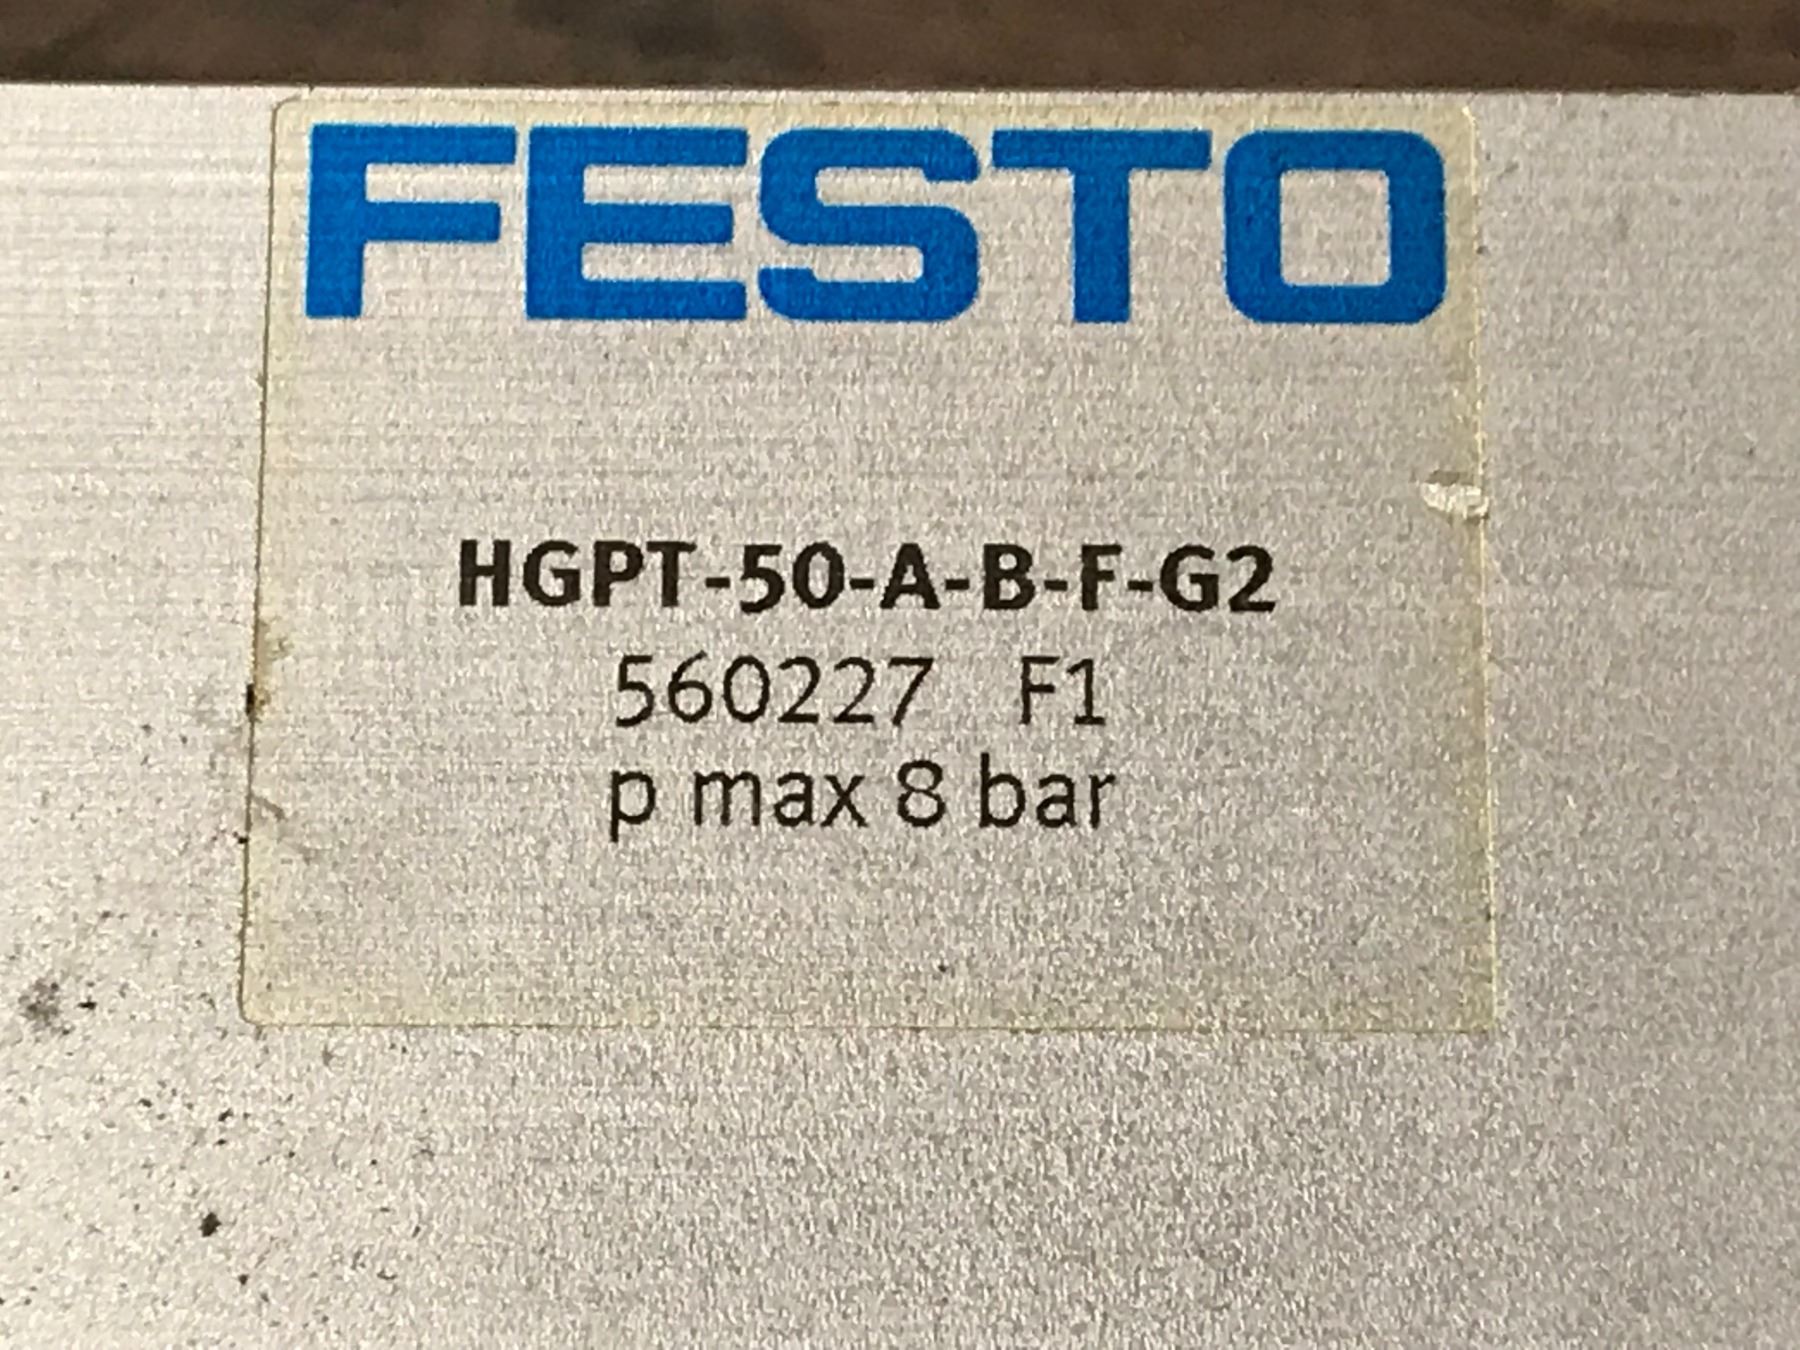 FESTO
HGPT-50-A-B-F-G2
560227 F1
p max 8 bar